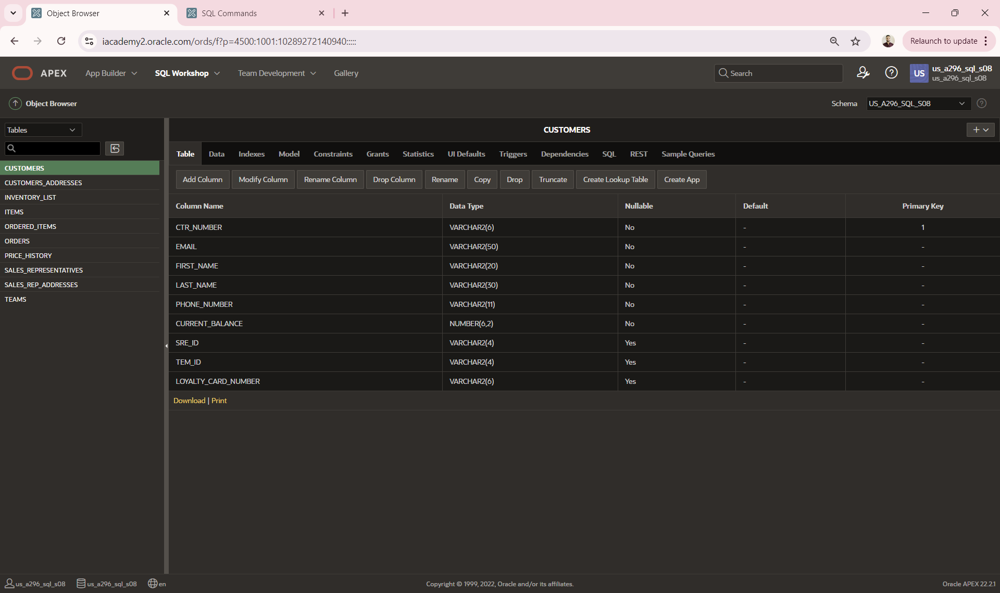 Object Browser
SQL Commands
iacademy2.oracle.com/ords/f?p=4500:1001:10289272140940:::::
Relaunch to update
APEX
App Builder
SQL Workshop
Team Development
Gallery
Search
US
us_a296_sql_s08
us_a296_sql_s08
Object Browser
Schema
US_A296_SQL_S08
Tables
CUSTOMERS
CUSTOMERS_ADDRESSES
INVENTORY_LIST
ITEMS
ORDERED_ITEMS
ORDERS
PRICE_HISTORY
SALES_REPRESENTATIVES
SALES_REP_ADDRESSES
TEAMS
CUSTOMERS
Table Data Indexes Model Constraints Grants Statistics UI Defaults Triggers Dependencies SQL REST Sample Queries
Add Column Modify Column Rename Column Drop Column Rename Copy Drop Truncate Create Lookup Table Create App
Column Name Data Type Nullable Default Primary Key
CTR_NUMBER VARCHAR2(6) No - 1
EMAIL VARCHAR2(50) No - -
FIRST_NAME VARCHAR2(20) No - -
LAST_NAME VARCHAR2(30) No - -
PHONE_NUMBER VARCHAR2(11) No - -
CURRENT_BALANCE NUMBER(6,2) No - -
SRE_ID VARCHAR2(4) Yes - -
TEM_ID VARCHAR2(4) Yes - -
LOYALTY_CARD_NUMBER VARCHAR2(6) Yes - -
Download | Print
us_a296_sql_s08
us_a296_sql_s08
en
Copyright © 1999, 2022, Oracle and/or its affiliates.
Oracle APEX 22.2.1